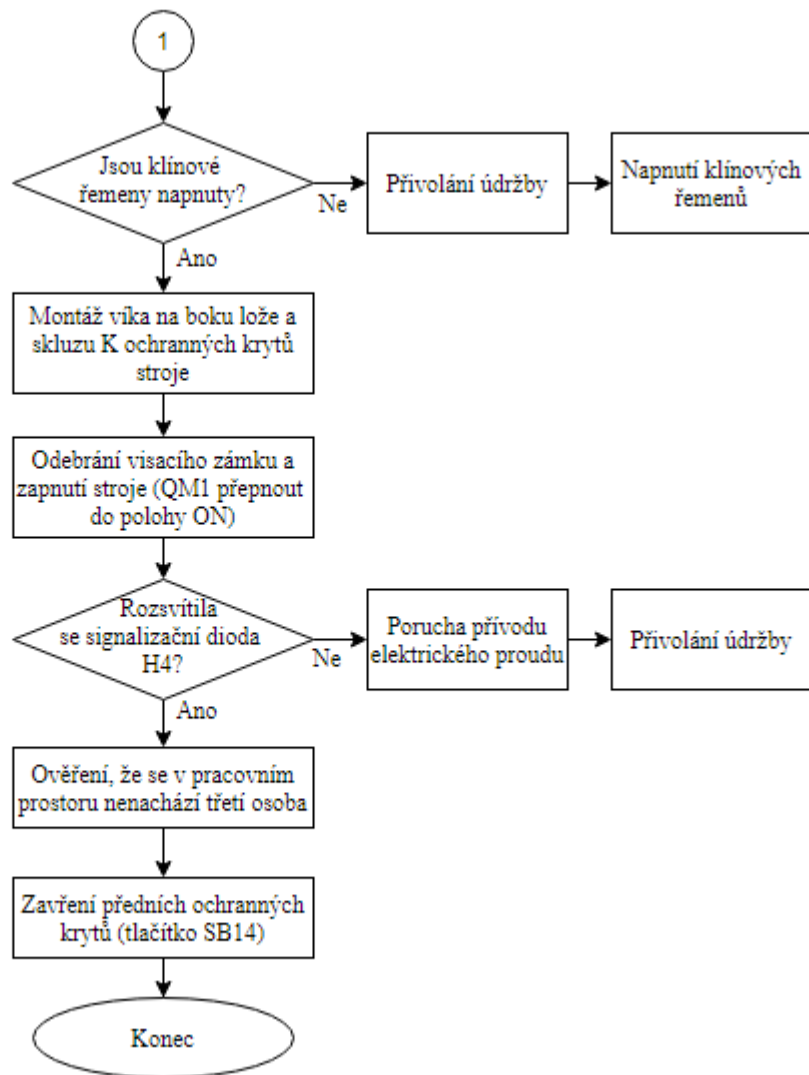 1
Jsou klínové
řemeny napnuty?
Ne
Přivolání údržby
Napnutí klínových
řemenů
Ano
Montáž víka na boku lože a
skluzu K ochranných krytů
stroje
Odebrání visacího zámku a
zapnutí stroje (QM1 přepnout
do polohy ON)
Rozsvítila
se signalizační dioda
H4?
Ne
Porucha přívodu
elektrického proudu
Přivolání údržby
Ano
Ověření, že se v pracovním
prostoru nenachází třetí osoba
Zavření předních ochranných
krytů (tlačítko SB14)
Konec